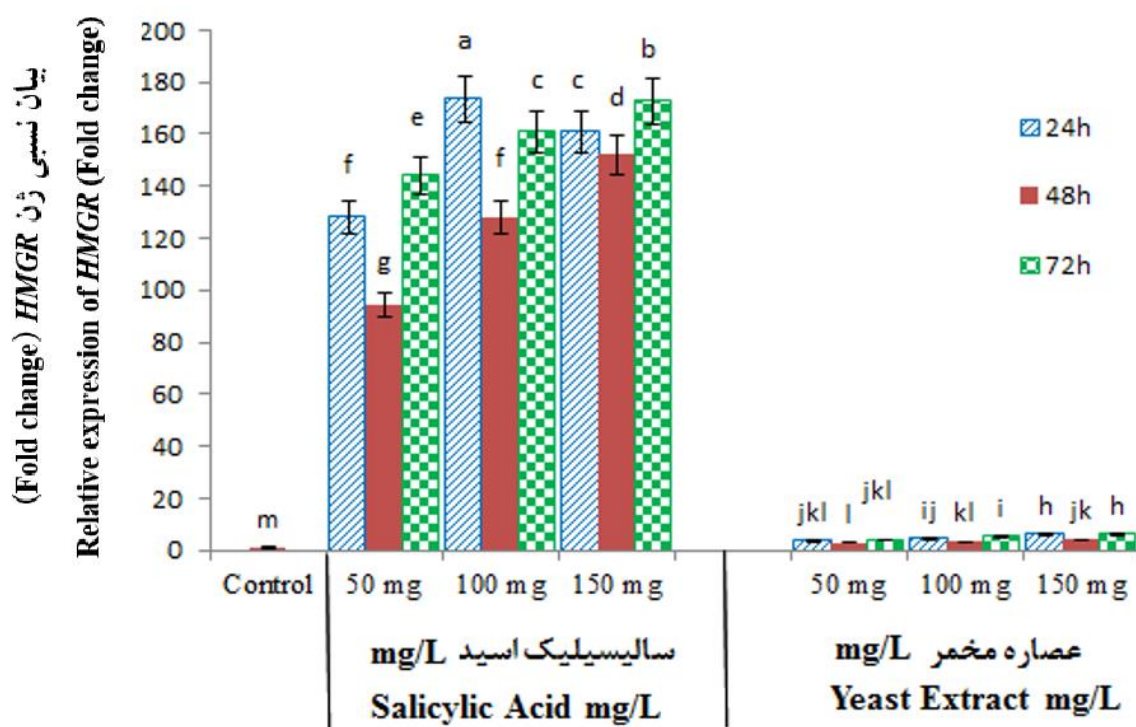 بیان نسبی ژن HMGR (Fold change)
Relative expression of HMGR (Fold change)
200
180
160
140
120
100
80
60
40
20
0
m
f
g
e
a
f
c
c
d
b
jkl
l
jkl
ij
kl
i
h
jk
h
24h
48h
72h
Control
50 mg
100 mg
150 mg
50 mg
100 mg
150 mg
سالیسیلیک اسید mg/L
Salicylic Acid mg/L
عصاره مخمر mg/L
Yeast Extract mg/L